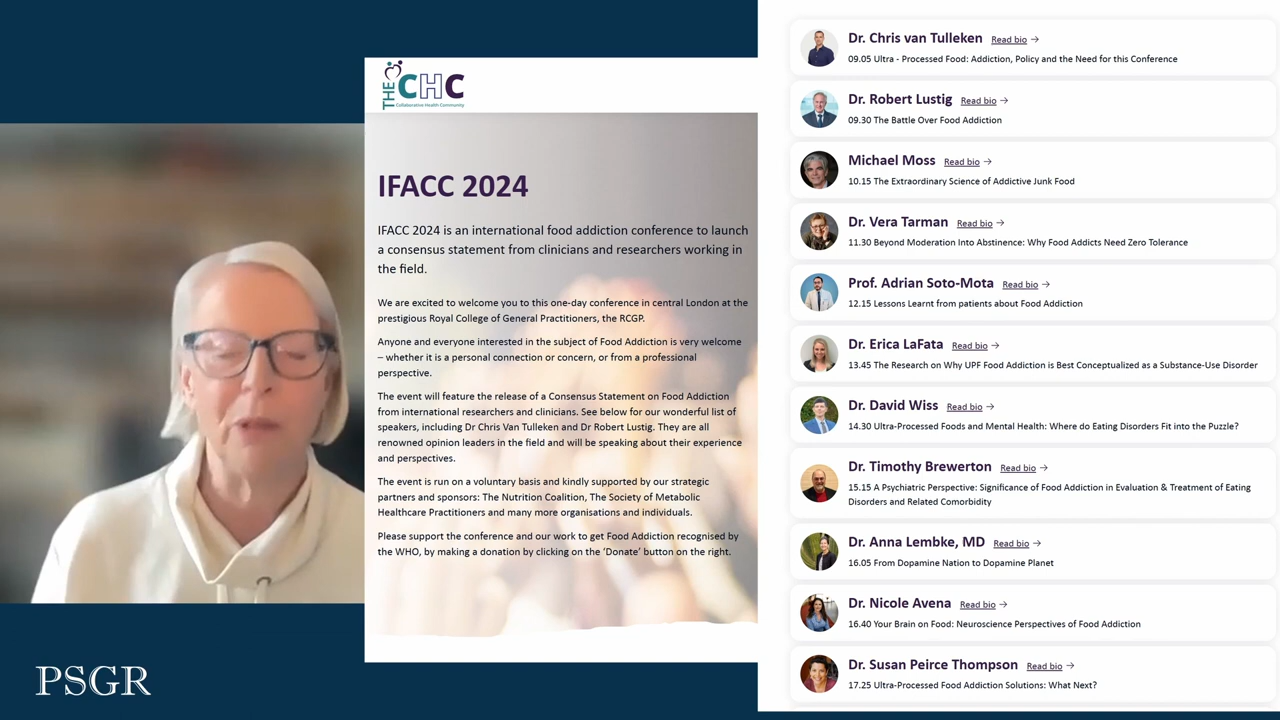 THE CHC
Collaborative Health Community
IFACC 2024
IFACC 2024 is an international food addiction conference to launch
a consensus statement from clinicians and researchers working in
the field.
We are excited to welcome you to this one-day conference in central London at the
prestigious Royal College of General Practitioners, the RCGP.
Anyone and everyone interested in the subject of Food Addiction is very welcome
– whether it is a personal connection or concern, or from a professional
perspective.
The event will feature the release of a Consensus Statement on Food Addiction
from international researchers and clinicians. See below for our wonderful list of
speakers, including Dr Chris Van Tulleken and Dr Robert Lustig. They are all
renowned opinion leaders in the field and will be speaking about their experience
and perspectives.
The event is run on a voluntary basis and kindly supported by our strategic
partners and sponsors: The Nutrition Coalition, The Society of Metabolic
Healthcare Practitioners and many more organisations and individuals.
Please support the conference and our work to get Food Addiction recognised by
the WHO, by making a donation by clicking on the ‘Donate’ button on the right.
Dr. Chris van Tulleken Read bio →
09.05 Ultra - Processed Food: Addiction, Policy and the Need for this Conference
Dr. Robert Lustig Read bio →
09.30 The Battle Over Food Addiction
Michael Moss Read bio →
10.15 The Extraordinary Science of Addictive Junk Food
Dr. Vera Tarman Read bio →
11.30 Beyond Moderation Into Abstinence: Why Food Addicts Need Zero Tolerance
Prof. Adrian Soto-Mota Read bio →
12.15 Lessons Learnt from patients about Food Addiction
Dr. Erica LaFata Read bio →
13.45 The Research on Why UPF Food Addiction is Best Conceptualized as a Substance-Use Disorder
Dr. David Wiss Read bio →
14.30 Ultra-Processed Foods and Mental Health: Where do Eating Disorders Fit into the Puzzle?
Dr. Timothy Brewerton Read bio →
15.15 A Psychiatric Perspective: Significance of Food Addiction in Evaluation & Treatment of Eating
Disorders and Related Comorbidity
Dr. Anna Lembke, MD Read bio →
16.05 From Dopamine Nation to Dopamine Planet
Dr. Nicole Avena Read bio →
16.40 Your Brain on Food: Neuroscience Perspectives of Food Addiction
Dr. Susan Peirce Thompson Read bio →
17.25 Ultra-Processed Food Addiction Solutions: What Next?
PSGR